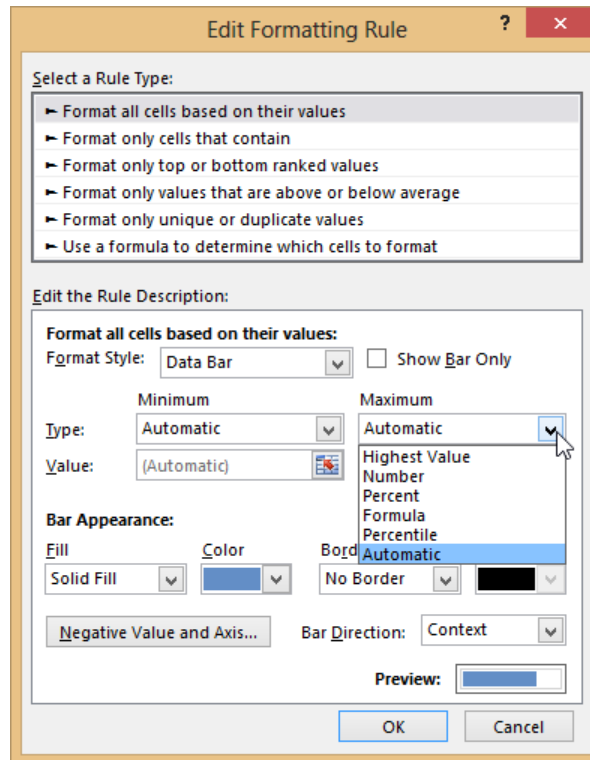 Edit Formatting Rule ?
Select a Rule Type:
► Format all cells based on their values
► Format only cells that contain
► Format only top or bottom ranked values
► Format only values that are above or below average
► Format only unique or duplicate values
► Use a formula to determine which cells to format
Edit the Rule Description:
Format all cells based on their values:
Format Style: Data Bar Show Bar Only
Minimum Maximum
Type: Automatic Automatic
Value: (Automatic)
Highest Value
Number
Percent
Formula
Percentile
Automatic
Bar Appearance:
Fill Color Bord
Solid Fill No Border
Negative Value and Axis... Bar Direction: Context
Preview:
OK Cancel